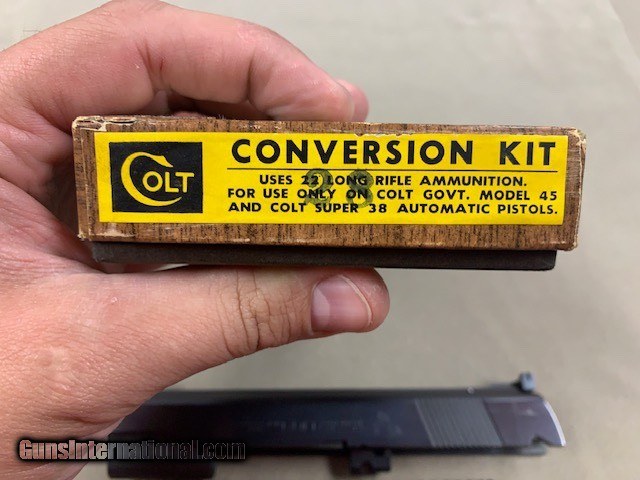 COLT
CONVERSION KIT
USES 22 LONG RIFLE AMMUNITION.
FOR USE ONLY ON COLT GOVT. MODEL 45
AND COLT SUPER 38 AUTOMATIC PISTOLS.
GunsInternational.com